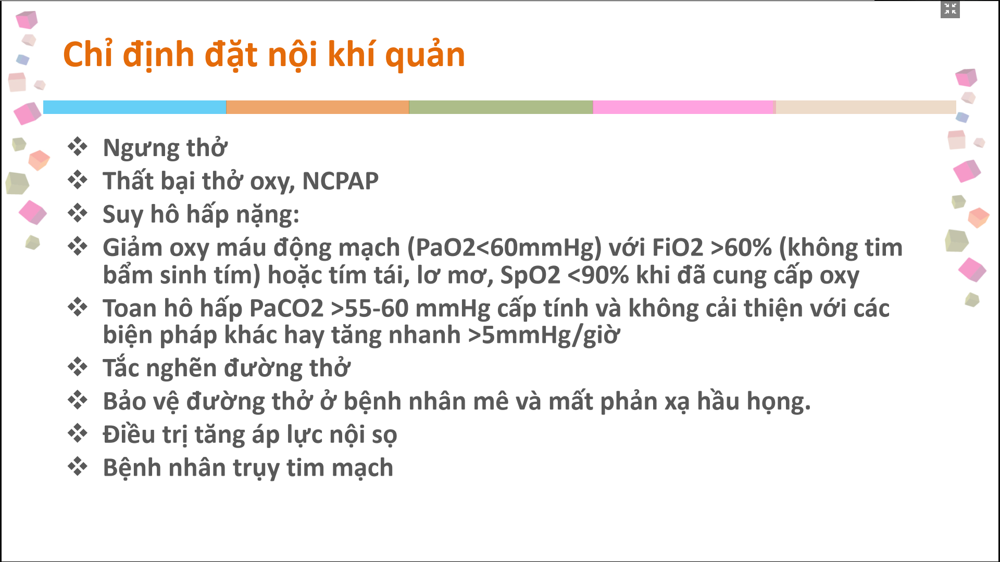 Chỉ định đặt nội khí quản
❖ Ngưng thở
❖ Thất bại thở oxy, NCPAP
❖ Suy hô hấp nặng:
❖ Giảm oxy máu động mạch (PaO2<60mmHg) với FiO2 >60% (không tim
bẩm sinh tím) hoặc tím tái, lơ mơ, SpO2 <90% khi đã cung cấp oxy
❖ Toan hô hấp PaCO2 >55-60 mmHg cấp tính và không cải thiện với các
biện pháp khác hay tăng nhanh >5mmHg/giờ
❖ Tắc nghẽn đường thở
❖ Bảo vệ đường thở ở bệnh nhân mê và mất phản xạ hầu họng.
❖ Điều trị tăng áp lực nội sọ
❖ Bệnh nhân trụy tim mạch